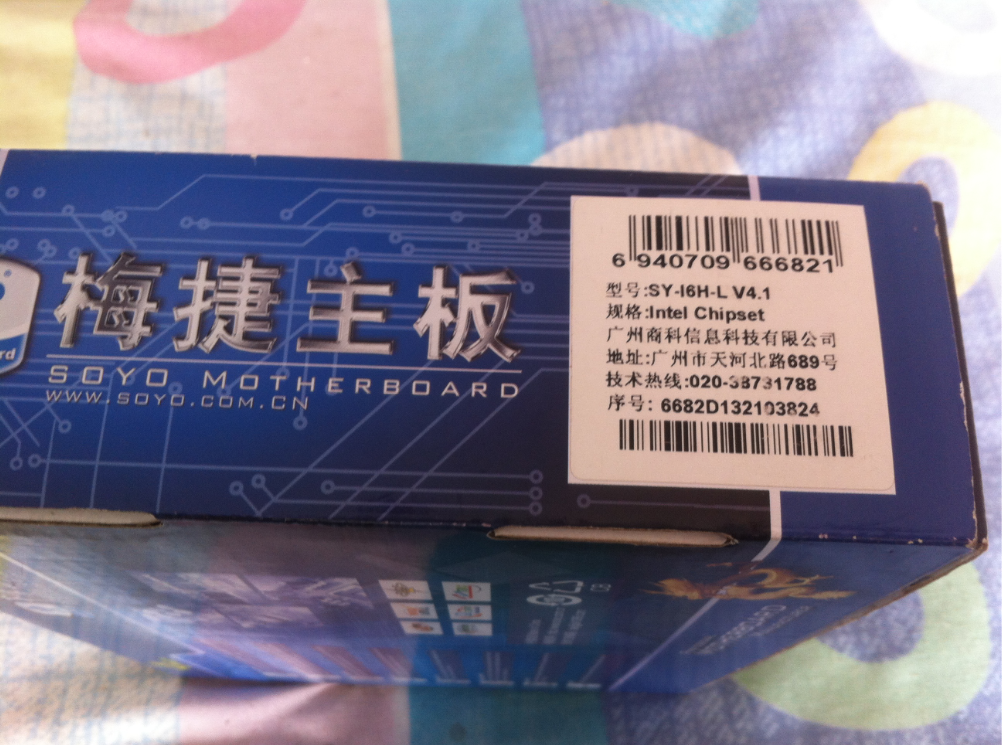 梅捷主板
SOYO MOTHERBOARD
WWW.SOYO.COM.CN
6 940709 666821
型号:SY-I6H-L V4.1
规格:Intel Chipset
广州商科信息科技有限公司
地址:广州市天河北路689号
技术热线:020-38731788
序号: 6682D132103824